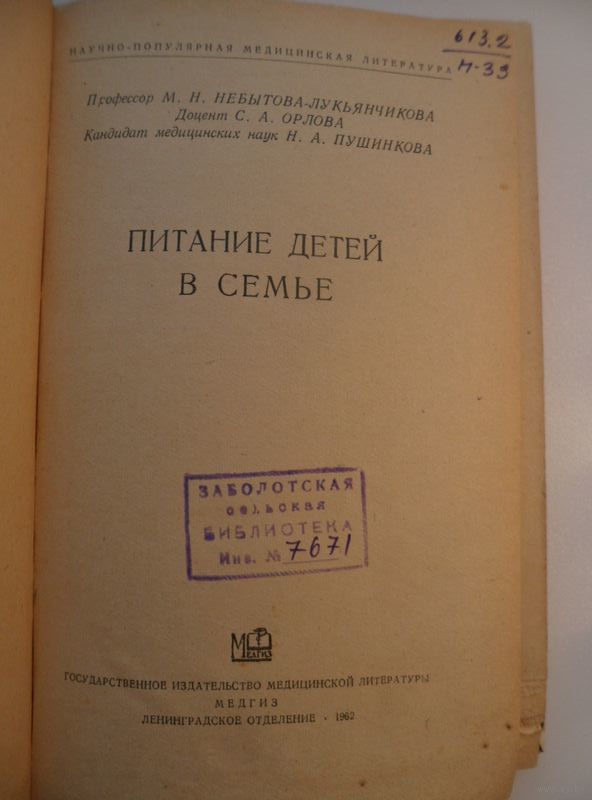 613.2
НАУЧНО-ПОПУЛЯРНАЯ МЕДИЦИНСКАЯ ЛИТЕРАТУРА
Н-39
Профессор М. Н. НЕБЫТОВА-ЛУКЬЯНЧИКОВА
Доцент С. А. ОРЛОВА
Кандидат медицинских наук Н. А. ПУШИНКОВА
ПИТАНИЕ ДЕТЕЙ
В СЕМЬЕ
ЗАБОЛОТСКАЯ
сельская
БИБЛИОТЕКА
Инв. № 7671
МЕДГИЗ
ГОСУДАРСТВЕННОЕ ИЗДАТЕЛЬСТВО МЕДИЦИНСКОЙ ЛИТЕРАТУРЫ
МЕДГИЗ
ЛЕНИНГРАДСКОЕ ОТДЕЛЕНИЕ · 1962